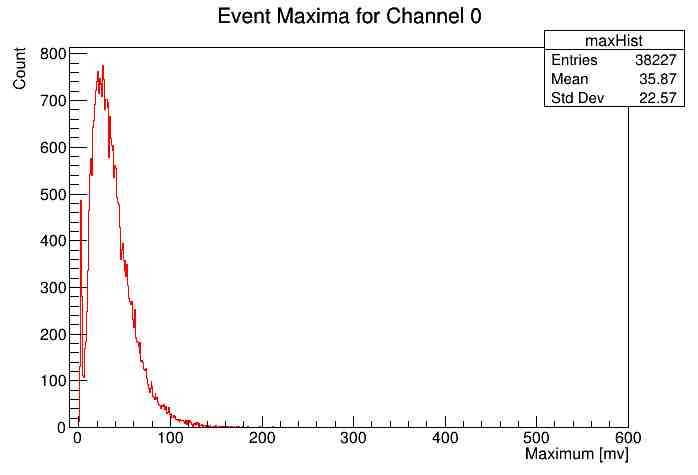 Event Maxima for Channel 0
maxHist
Entries 38227
Mean 35.87
Std Dev 22.57
Count
800
700
600
500
400
300
200
100
0
0 100 200 300 400 500 600
Maximum [mv]